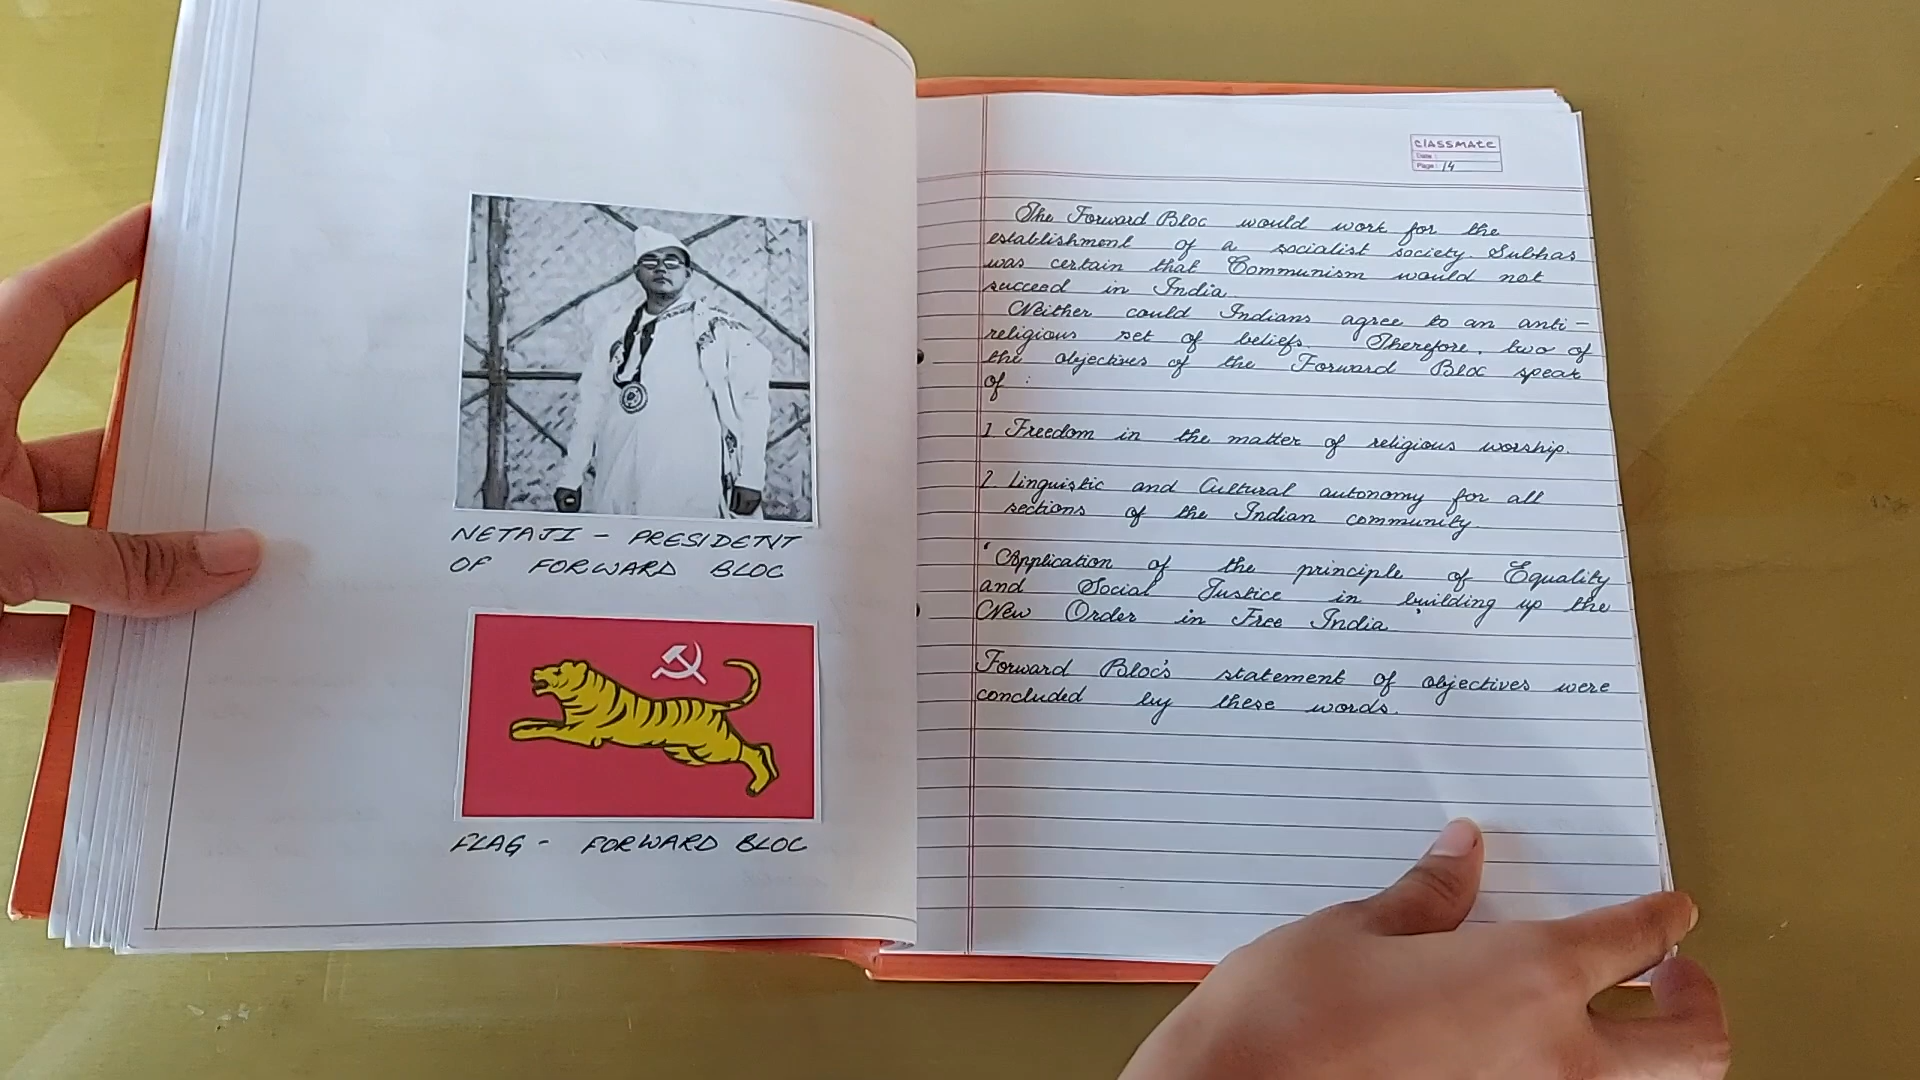 NETAJI - PRESIDENT
OF FORWARD BLOC
FLAG - FORWARD BLOC
CLASSMATE
Date :
Page : 14
The Forward Bloc would work for the
establishment of a socialist society. Subhas
was certain that Communism would not
succeed in India.
Neither could Indians agree to an anti-
religious set of beliefs. Therefore, two of
the objectives of the Forward Bloc speak
of :
1. Freedom in the matter of religious worship.
2. Linguistic and Cultural autonomy for all
sections of the Indian community.
'Application of the principle of Equality
and Social Justice in building up the
New Order in Free India.'
Forward Bloc's statement of objectives were
concluded by these words.